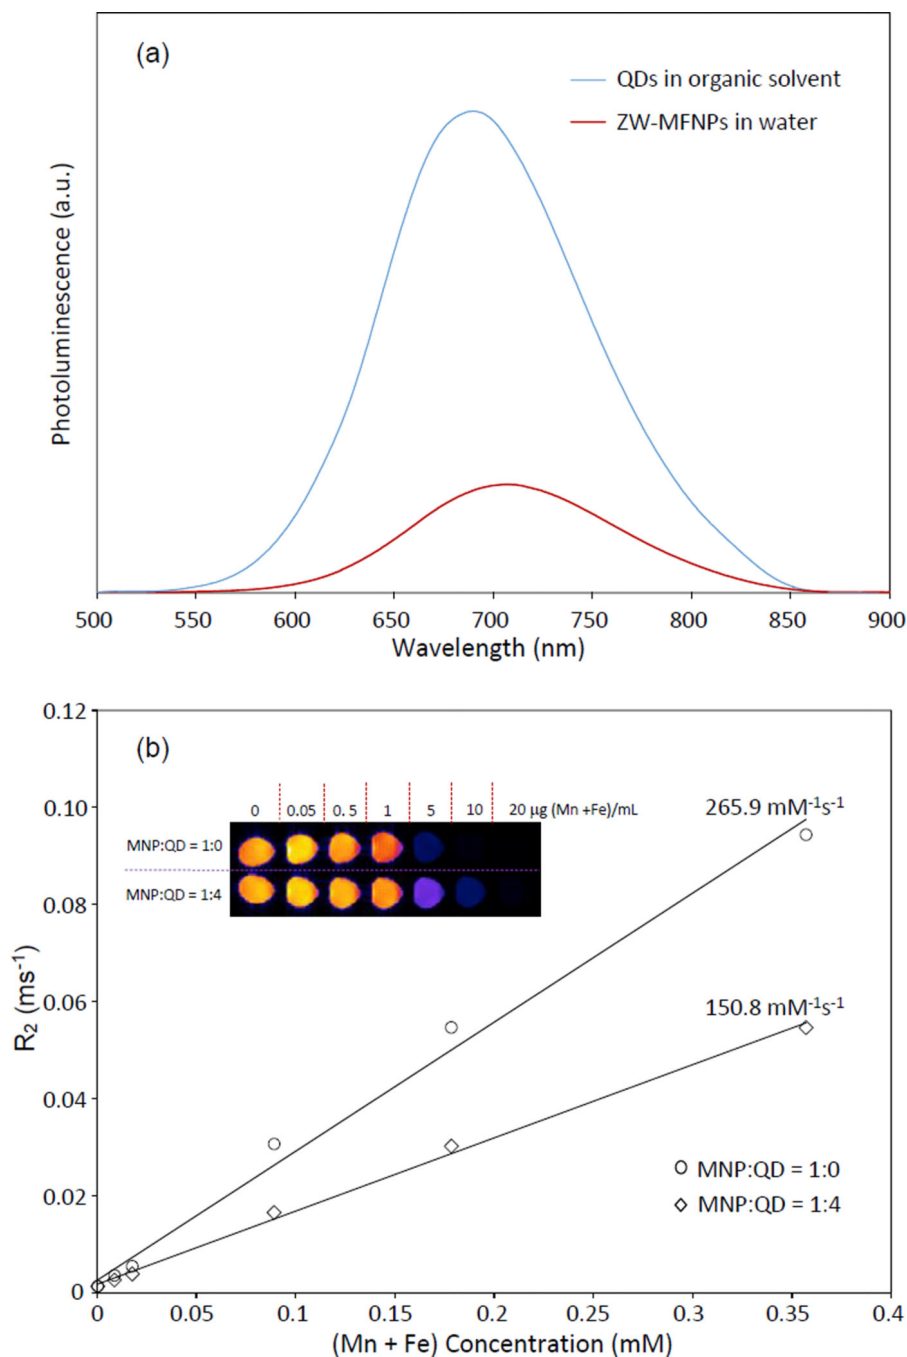 (a)
QDs in organic solvent
ZW-MFNPs in water
Photoluminescence (a.u.)
500 550 600 650 700 750 800 850 900
Wavelength (nm)
(b)
0.12
0.10
0.08
0.06
0.04
0.02
0
R₂ (ms⁻¹)
0 0.05 0.5 1 5 10 20 µg (Mn +Fe)/mL
MNP:QD = 1:0
MNP:QD = 1:4
265.9 mM⁻¹s⁻¹
150.8 mM⁻¹s⁻¹
MNP:QD = 1:0
MNP:QD = 1:4
0 0.05 0.1 0.15 0.2 0.25 0.3 0.35 0.4
(Mn + Fe) Concentration (mM)